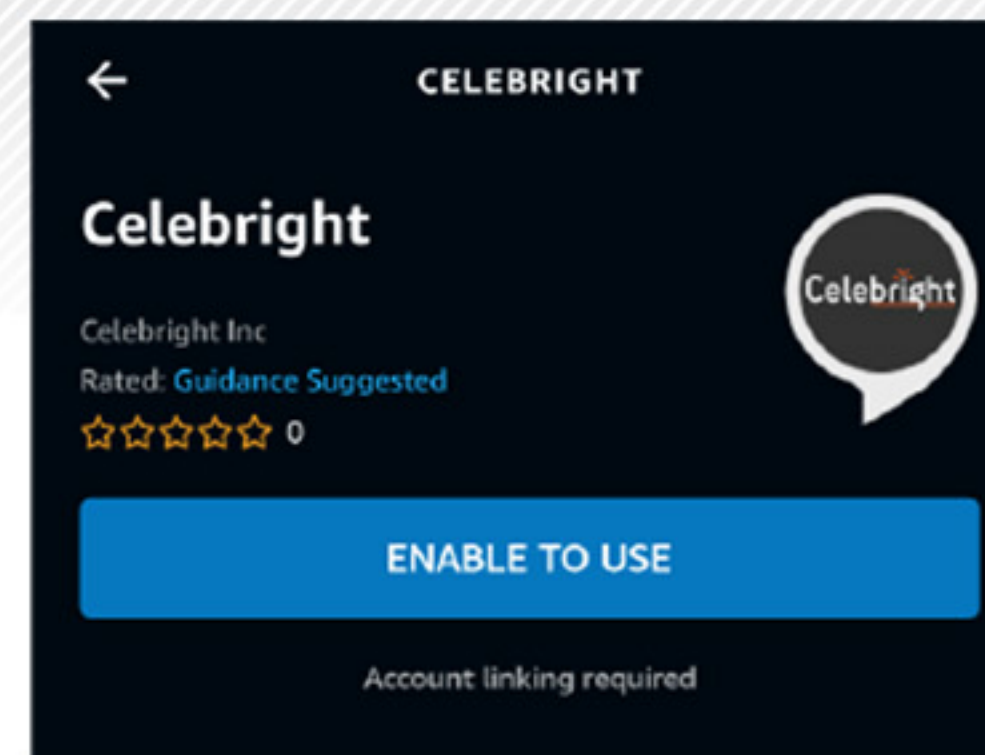 CELEBRIGHT
Celebright
Celebright
Celebright Inc
Rated: Guidance Suggested
0
ENABLE TO USE
Account linking required